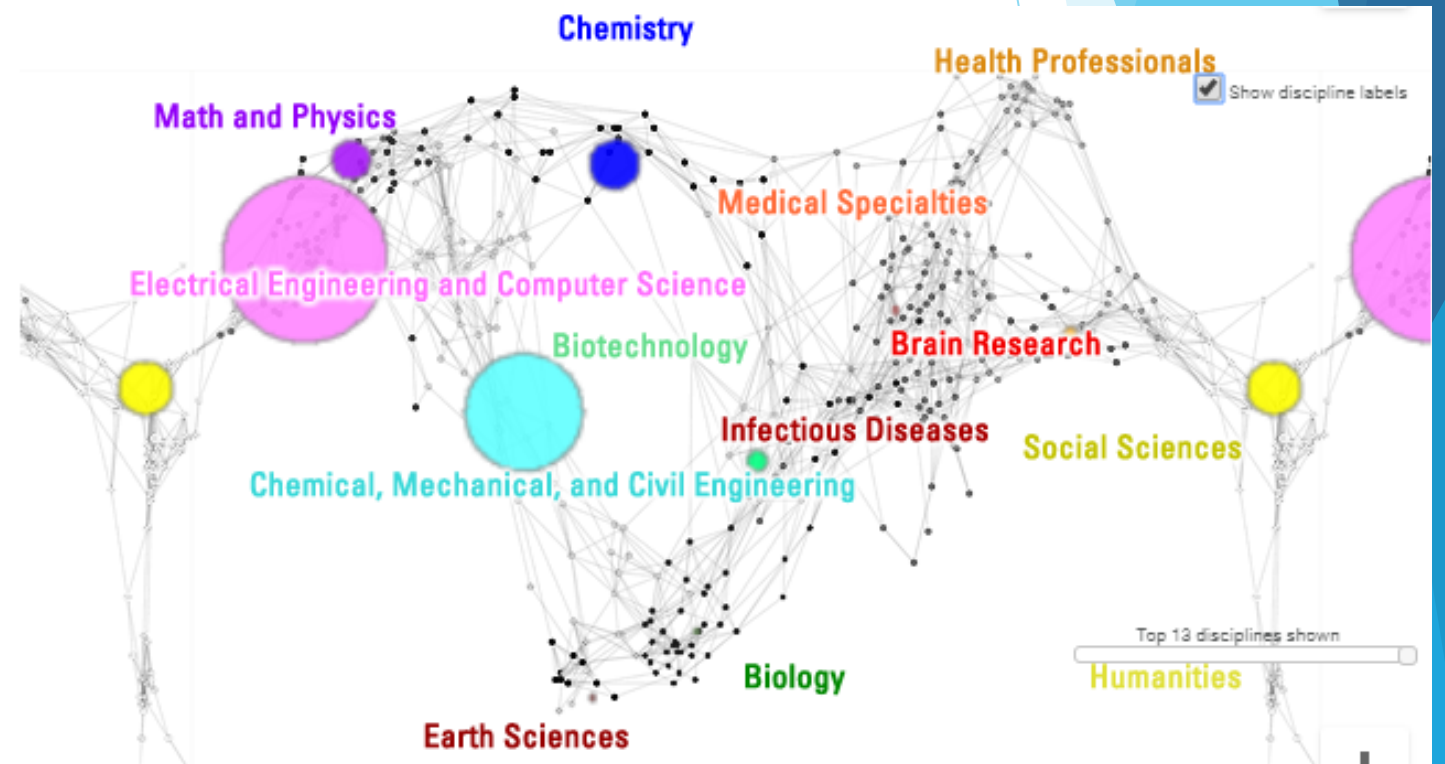 Chemistry
Health Professionals
Show discipline labels
Math and Physics
Medical Specialties
Electrical Engineering and Computer Science
Biotechnology
Brain Research
Infectious Diseases
Social Sciences
Chemical, Mechanical, and Civil Engineering
Top 13 disciplines shown
Biology
Humanities
Earth Sciences